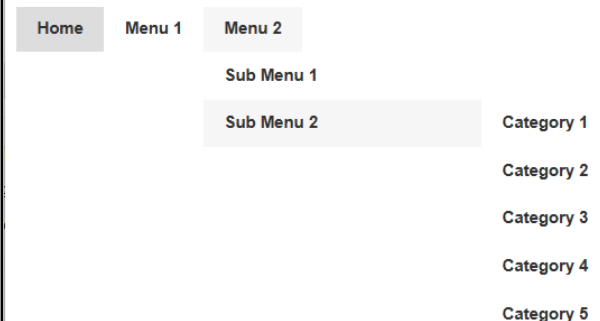 Home Menu 1 Menu 2
Sub Menu 1
Sub Menu 2 Category 1
Category 2
Category 3
Category 4
Category 5